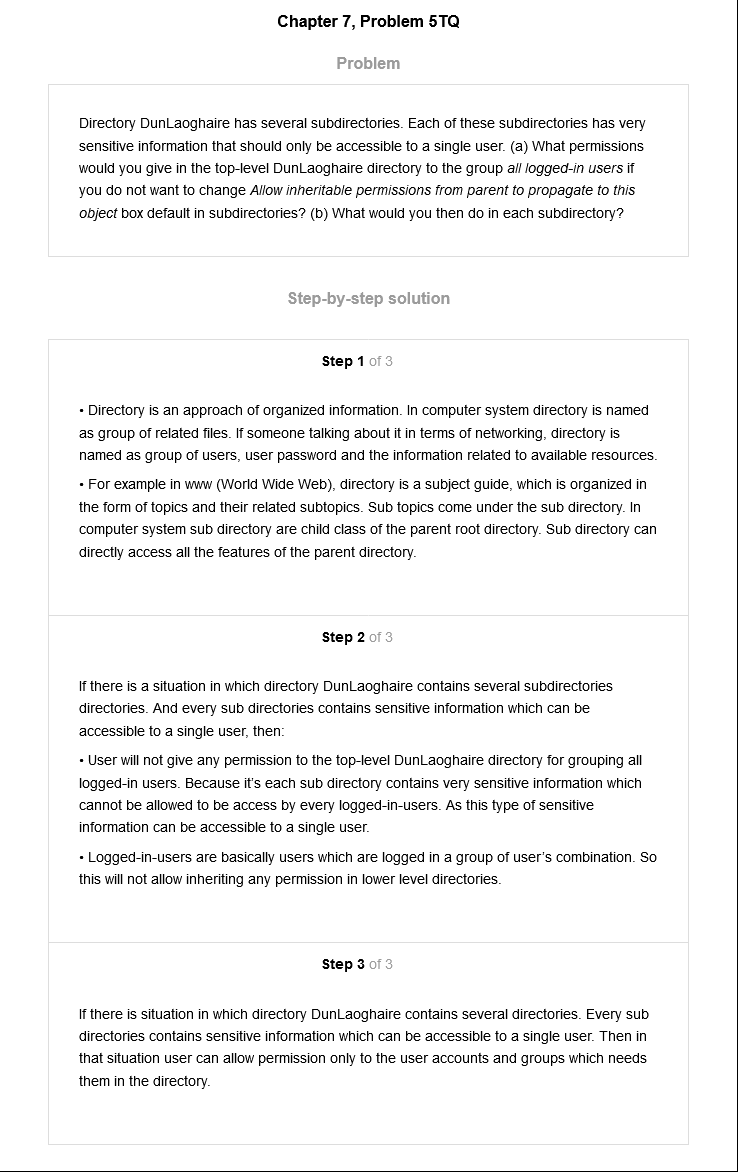 Chapter 7, Problem 5TQ
Problem
Directory DunLaoghaire has several subdirectories. Each of these subdirectories has very
sensitive information that should only be accessible to a single user. (a) What permissions
would you give in the top-level DunLaoghaire directory to the group all logged-in users if
you do not want to change Allow inheritable permissions from parent to propagate to this
object box default in subdirectories? (b) What would you then do in each subdirectory?
Step-by-step solution
Step 1 of 3
• Directory is an approach of organized information. In computer system directory is named
as group of related files. If someone talking about it in terms of networking, directory is
named as group of users, user password and the information related to available resources.
• For example in www (World Wide Web), directory is a subject guide, which is organized in
the form of topics and their related subtopics. Sub topics come under the sub directory. In
computer system sub directory are child class of the parent root directory. Sub directory can
directly access all the features of the parent directory.
Step 2 of 3
If there is a situation in which directory DunLaoghaire contains several subdirectories
directories. And every sub directories contains sensitive information which can be
accessible to a single user, then:
• User will not give any permission to the top-level DunLaoghaire directory for grouping all
logged-in users. Because it's each sub directory contains very sensitive information which
cannot be allowed to be access by every logged-in-users. As this type of sensitive
information can be accessible to a single user.
• Logged-in-users are basically users which are logged in a group of user's combination. So
this will not allow inheriting any permission in lower level directories.
Step 3 of 3
If there is situation in which directory DunLaoghaire contains several directories. Every sub
directories contains sensitive information which can be accessible to a single user. Then in
that situation user can allow permission only to the user accounts and groups which needs
them in the directory.